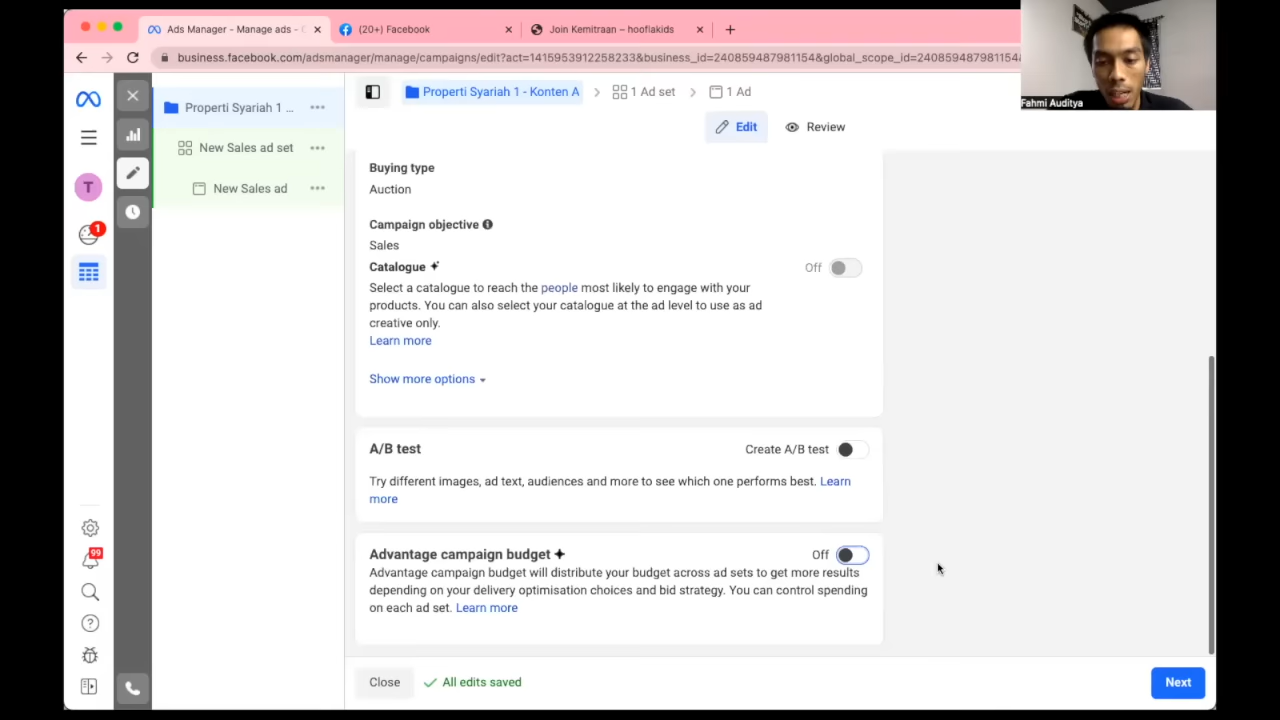 Ads Manager - Manage ads - C
(20+) Facebook
Join Kemitraan – hooflakids
business.facebook.com/adsmanager/manage/campaigns/edit?act=1415953912258233&business_id=240859487981154&global_scope_id=240859487981154&
Fahmi Auditya
Properti Syariah 1 ...
New Sales ad set
New Sales ad
T
1
99
Properti Syariah 1 - Konten A
1 Ad set
1 Ad
Edit
Review
Buying type
Auction
Campaign objective
Sales
Catalogue
Off
Select a catalogue to reach the people most likely to engage with your
products. You can also select your catalogue at the ad level to use as ad
creative only.
Learn more
Show more options
A/B test
Create A/B test
Try different images, ad text, audiences and more to see which one performs best. Learn
more
Advantage campaign budget
Off
Advantage campaign budget will distribute your budget across ad sets to get more results
depending on your delivery optimisation choices and bid strategy. You can control spending
on each ad set. Learn more
Close
All edits saved
Next